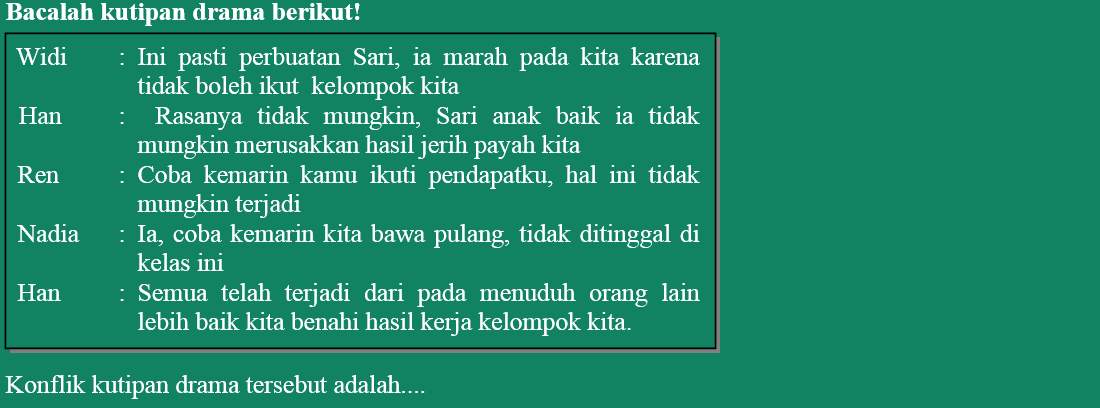 Bacalah kutipan drama berikut!
Widi : Ini pasti perbuatan Sari, ia marah pada kita karena
tidak boleh ikut kelompok kita
Han : Rasanya tidak mungkin, Sari anak baik ia tidak
mungkin merusakkan hasil jerih payah kita
Ren : Coba kemarin kamu ikuti pendapatku, hal ini tidak
mungkin terjadi
Nadia : Ia, coba kemarin kita bawa pulang, tidak ditinggal di
kelas ini
Han : Semua telah terjadi dari pada menuduh orang lain
lebih baik kita benahi hasil kerja kelompok kita.
Konflik kutipan drama tersebut adalah....